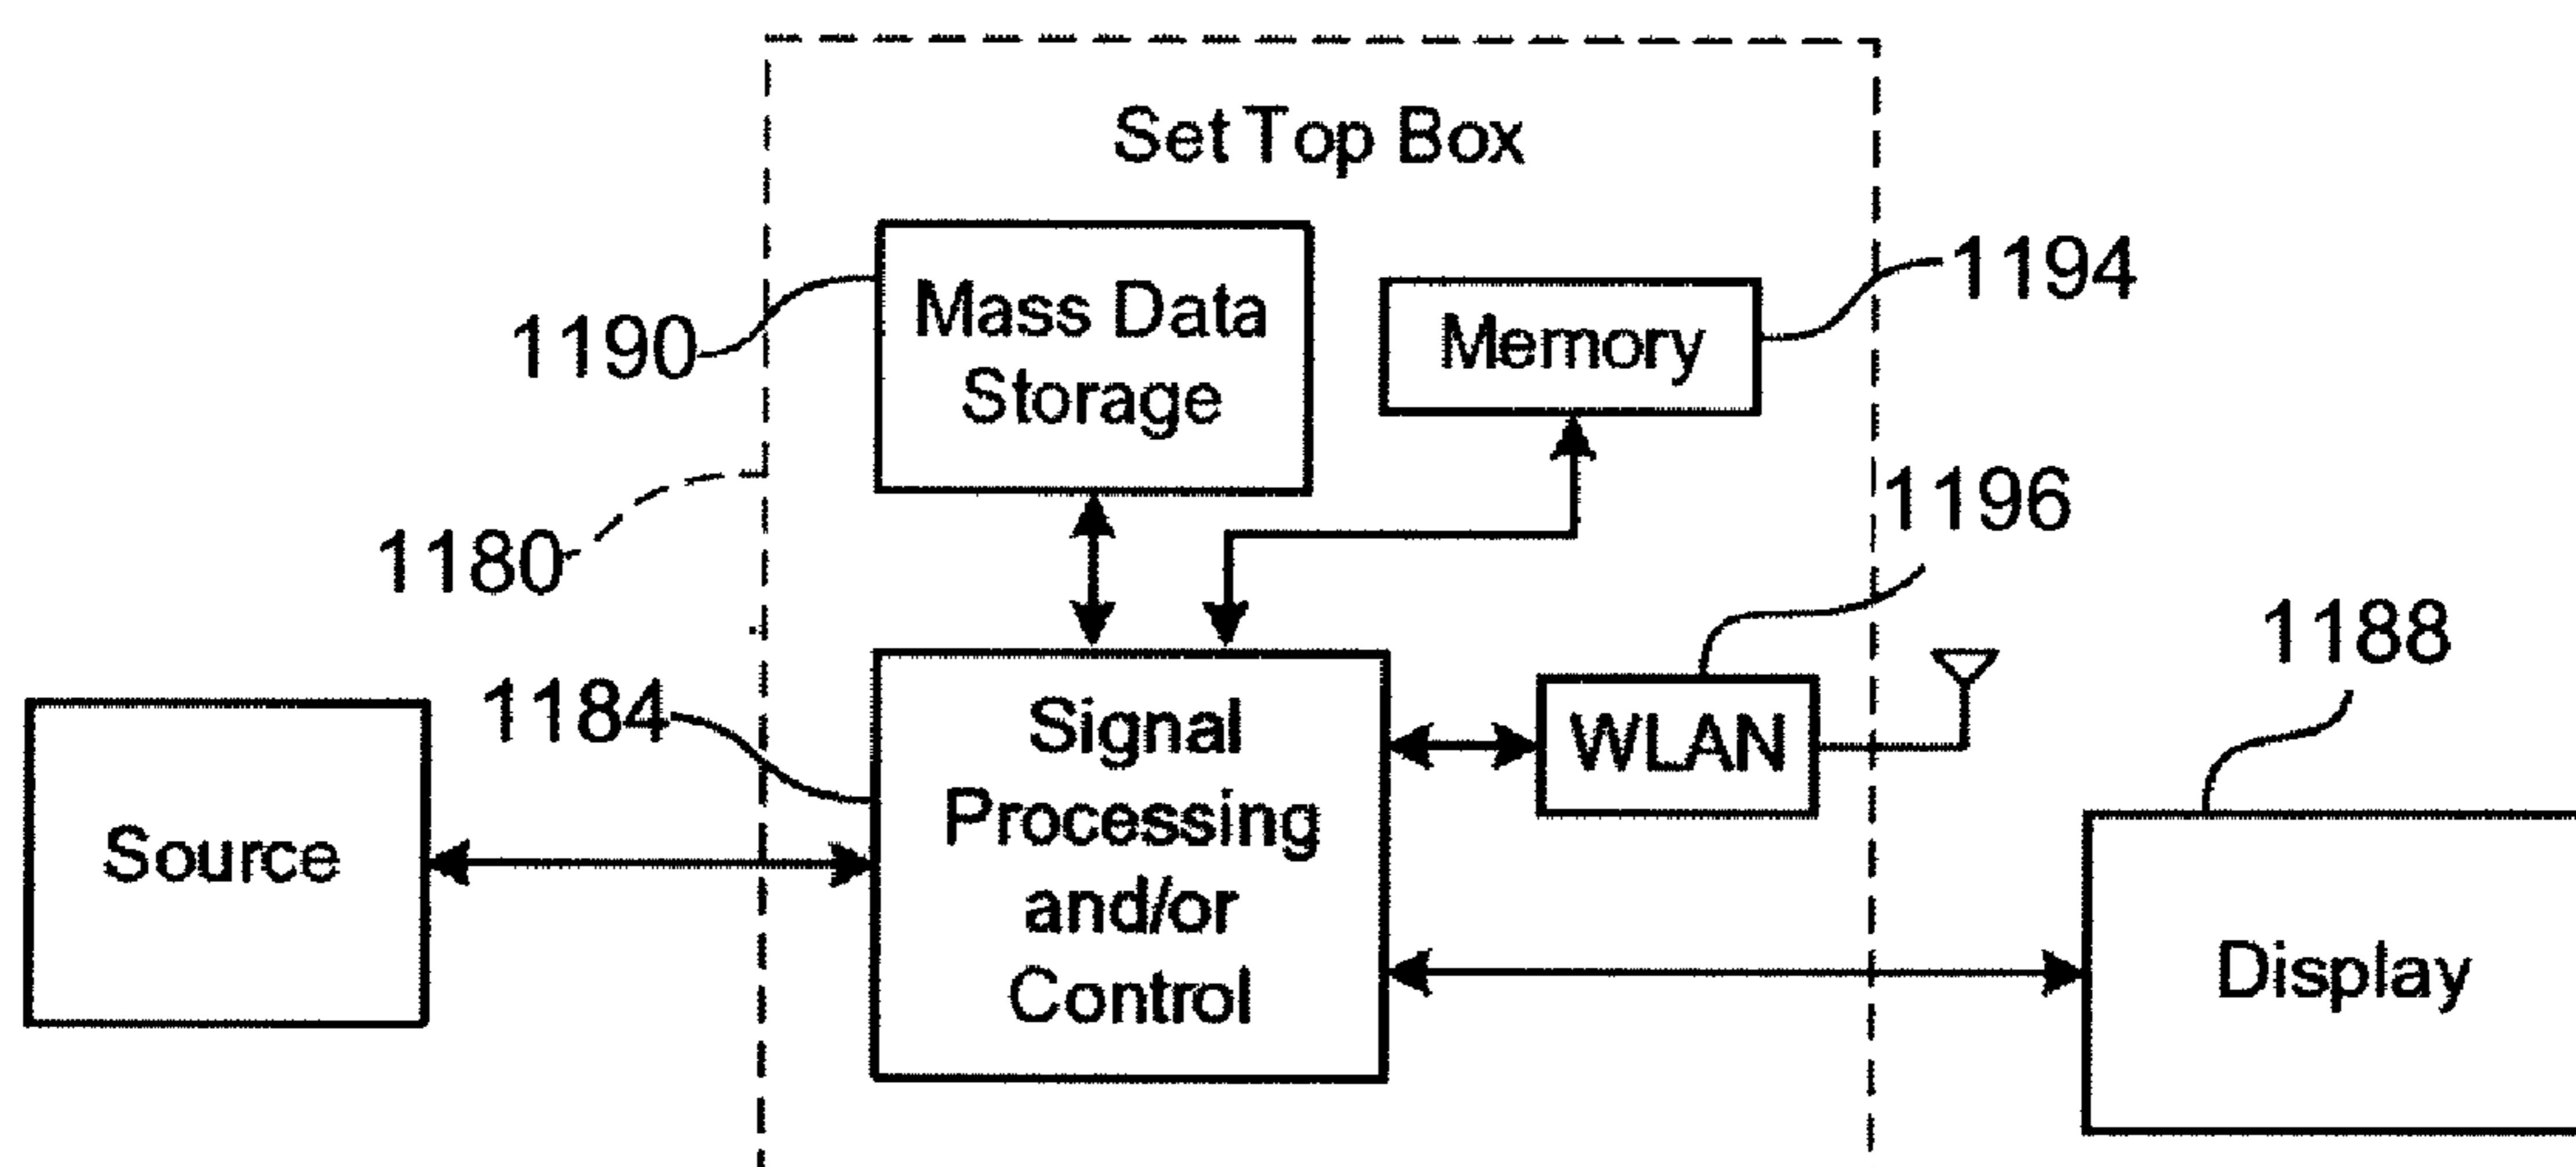 Set Top Box
1190
Mass Data
Storage
Memory
1194
1180
1196
1184
Signal
Processing
and/or
Control
WLAN
1188
Source
Display